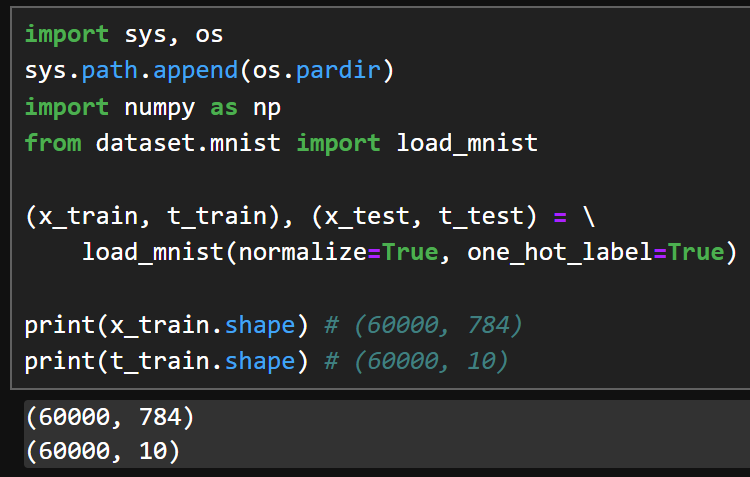 import sys, os
sys.path.append(os.pardir)
import numpy as np
from dataset.mnist import load_mnist
(x_train, t_train), (x_test, t_test) = \
    load_mnist(normalize=True, one_hot_label=True)
print(x_train.shape) # (60000, 784)
print(t_train.shape) # (60000, 10)
(60000, 784)
(60000, 10)